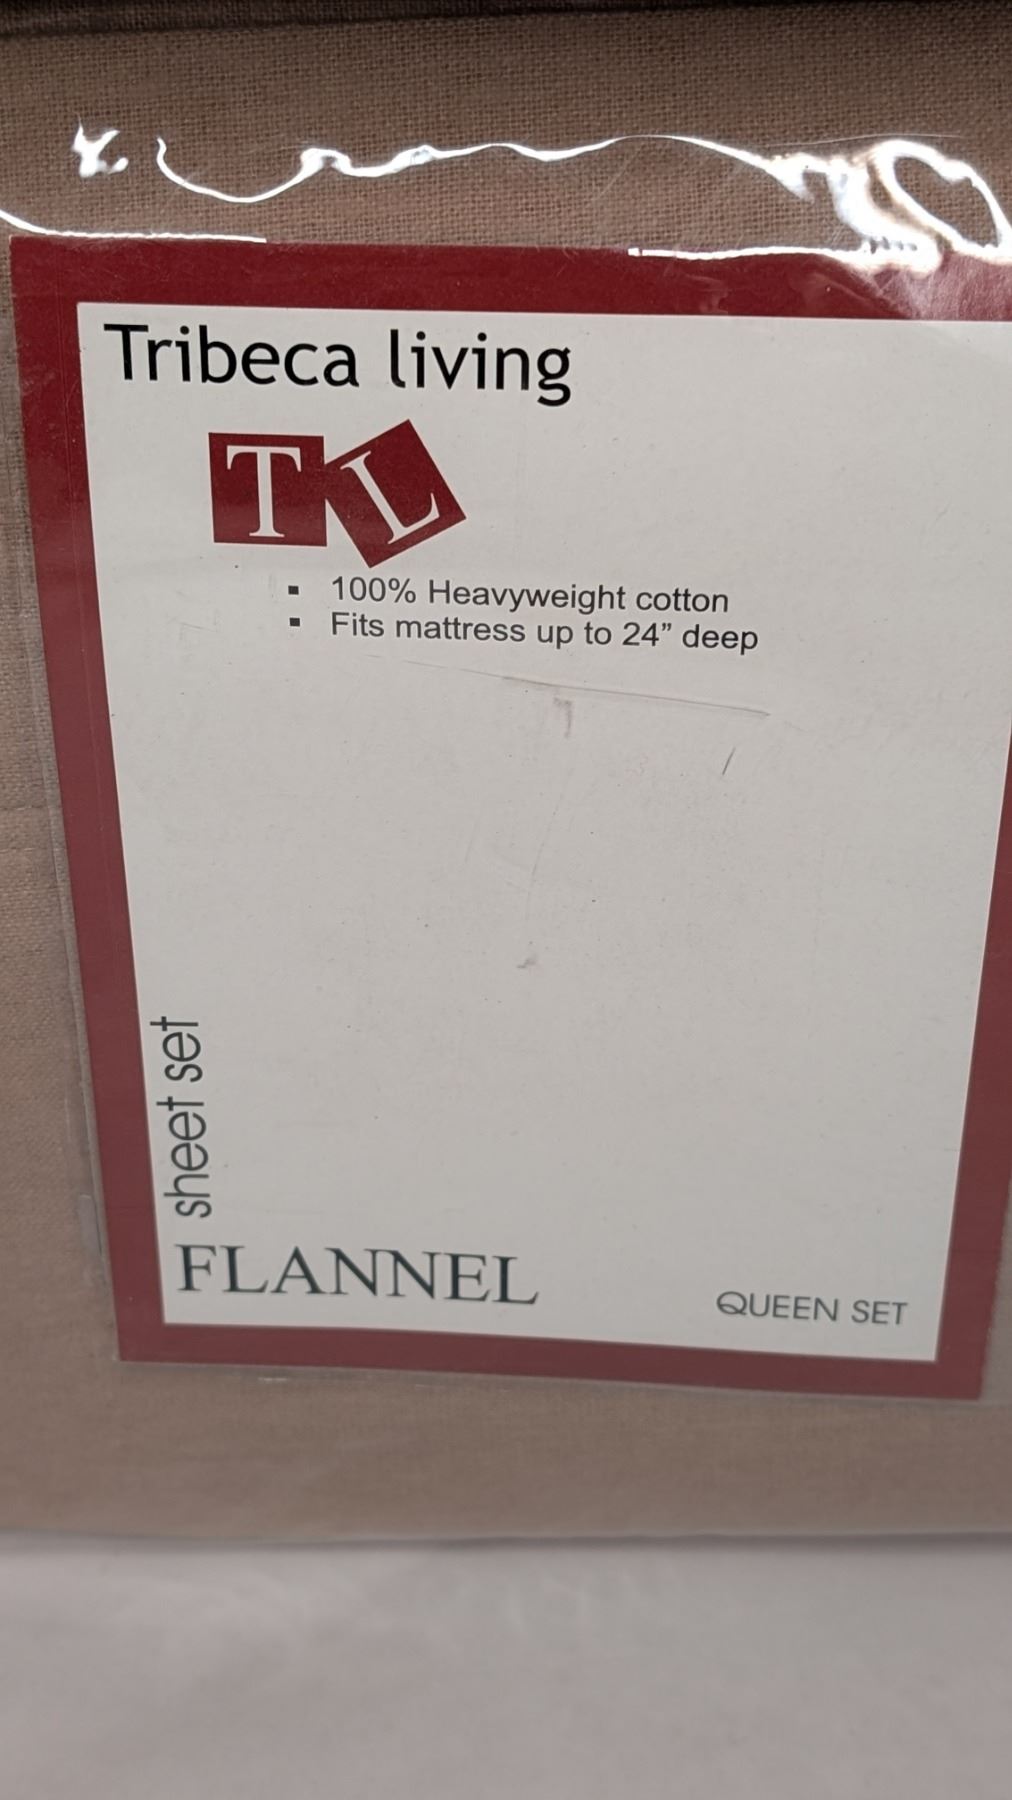 Tribeca living
TL
▪ 100% Heavyweight cotton
▪ Fits mattress up to 24” deep
sheet set
FLANNEL
QUEEN SET